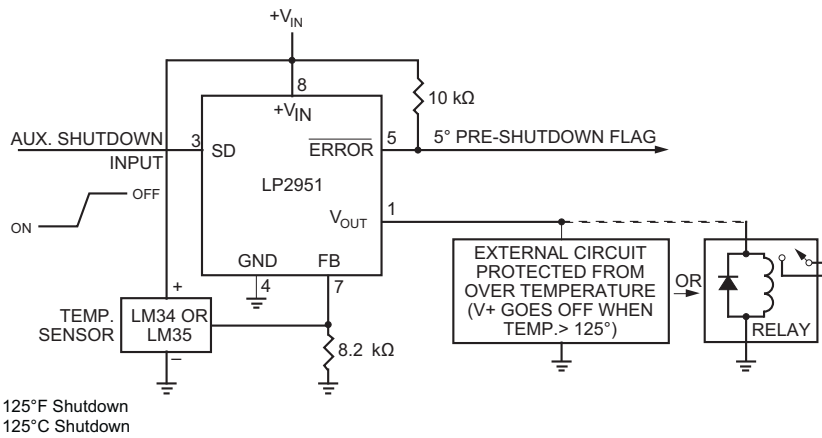 +VIN
8
+VIN
10 kΩ
AUX. SHUTDOWN
INPUT
3
SD
ERROR
5
5° PRE-SHUTDOWN FLAG
LP2951
ON
OFF
VOUT
1
GND
FB
4
7
EXTERNAL CIRCUIT
PROTECTED FROM
OVER TEMPERATURE
(V+ GOES OFF WHEN
TEMP.> 125°)
OR
RELAY
TEMP.
SENSOR
+
LM34 OR
LM35
–
8.2 kΩ
125°F Shutdown
125°C Shutdown